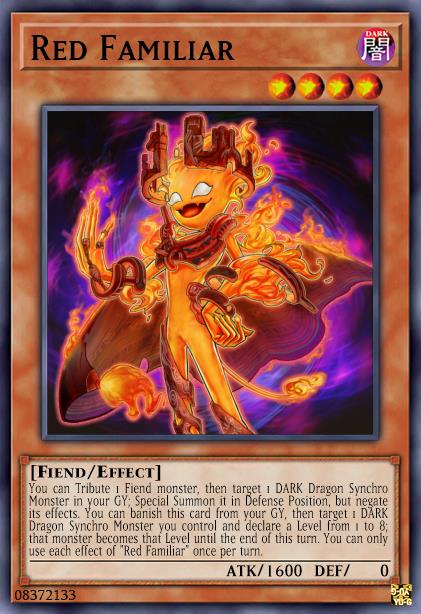 RED FAMILIAR
DARK
闇
[FIEND/EFFECT]
You can Tribute 1 Fiend monster, then target 1 DARK Dragon Synchro
Monster in your GY; Special Summon it in Defense Position, but negate
its effects. You can banish this card from your GY, then target 1 DARK
Dragon Synchro Monster you control and declare a Level from 1 to 8;
that monster becomes that Level until the end of this turn. You can only
use each effect of "Red Familiar" once per turn.
ATK/1600 DEF/ 0
08372133